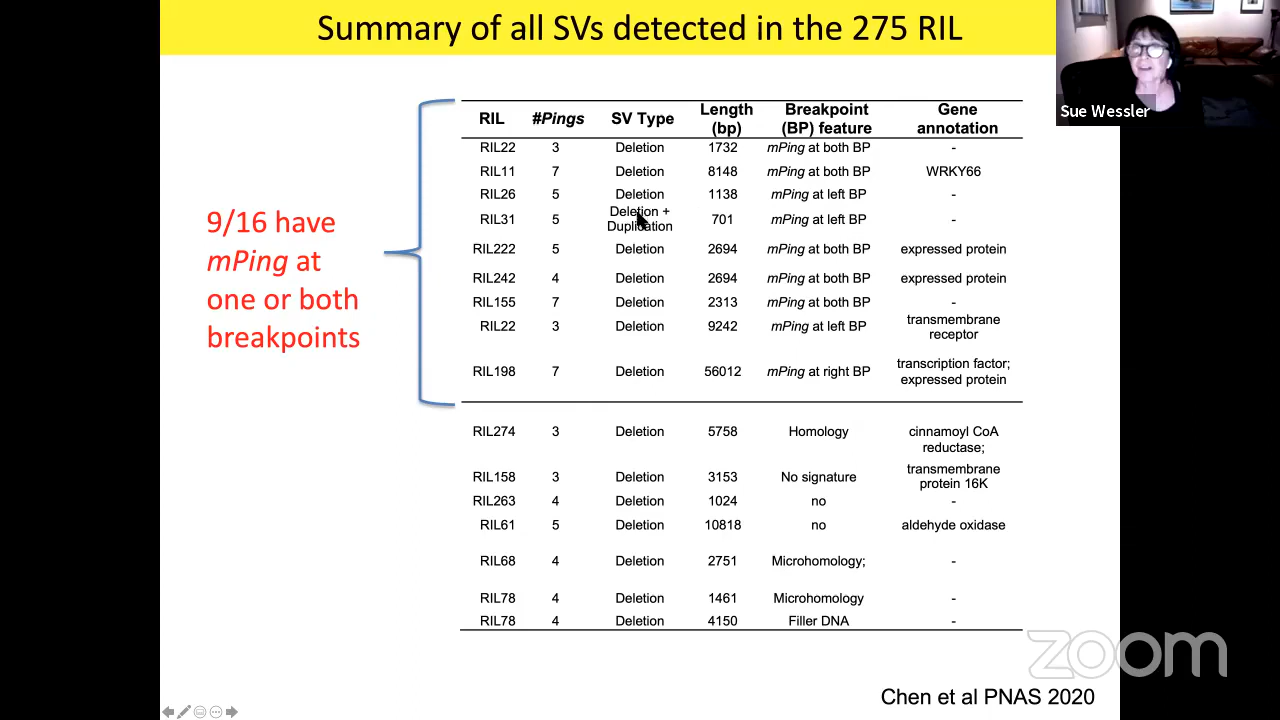 Summary of all SVs detected in the 275 RIL
Sue Wessler
9/16 have
mPing at
one or both
breakpoints
RIL #Pings SV Type Length (bp) Breakpoint (BP) feature Gene annotation
RIL22 3 Deletion 1732 mPing at both BP -
RIL11 7 Deletion 8148 mPing at both BP WRKY66
RIL26 5 Deletion 1138 mPing at left BP -
RIL31 5 Deletion + Duplication 701 mPing at left BP -
RIL222 5 Deletion 2694 mPing at both BP expressed protein
RIL242 4 Deletion 2694 mPing at both BP expressed protein
RIL155 7 Deletion 2313 mPing at both BP -
RIL22 3 Deletion 9242 mPing at left BP transmembrane receptor
RIL198 7 Deletion 56012 mPing at right BP transcription factor; expressed protein
RIL274 3 Deletion 5758 Homology cinnamoyl CoA reductase;
RIL158 3 Deletion 3153 No signature transmembrane protein 16K
RIL263 4 Deletion 1024 no -
RIL61 5 Deletion 10818 no aldehyde oxidase
RIL68 4 Deletion 2751 Microhomology; -
RIL78 4 Deletion 1461 Microhomology -
RIL78 4 Deletion 4150 Filler DNA -
zoom
Chen et al PNAS 2020